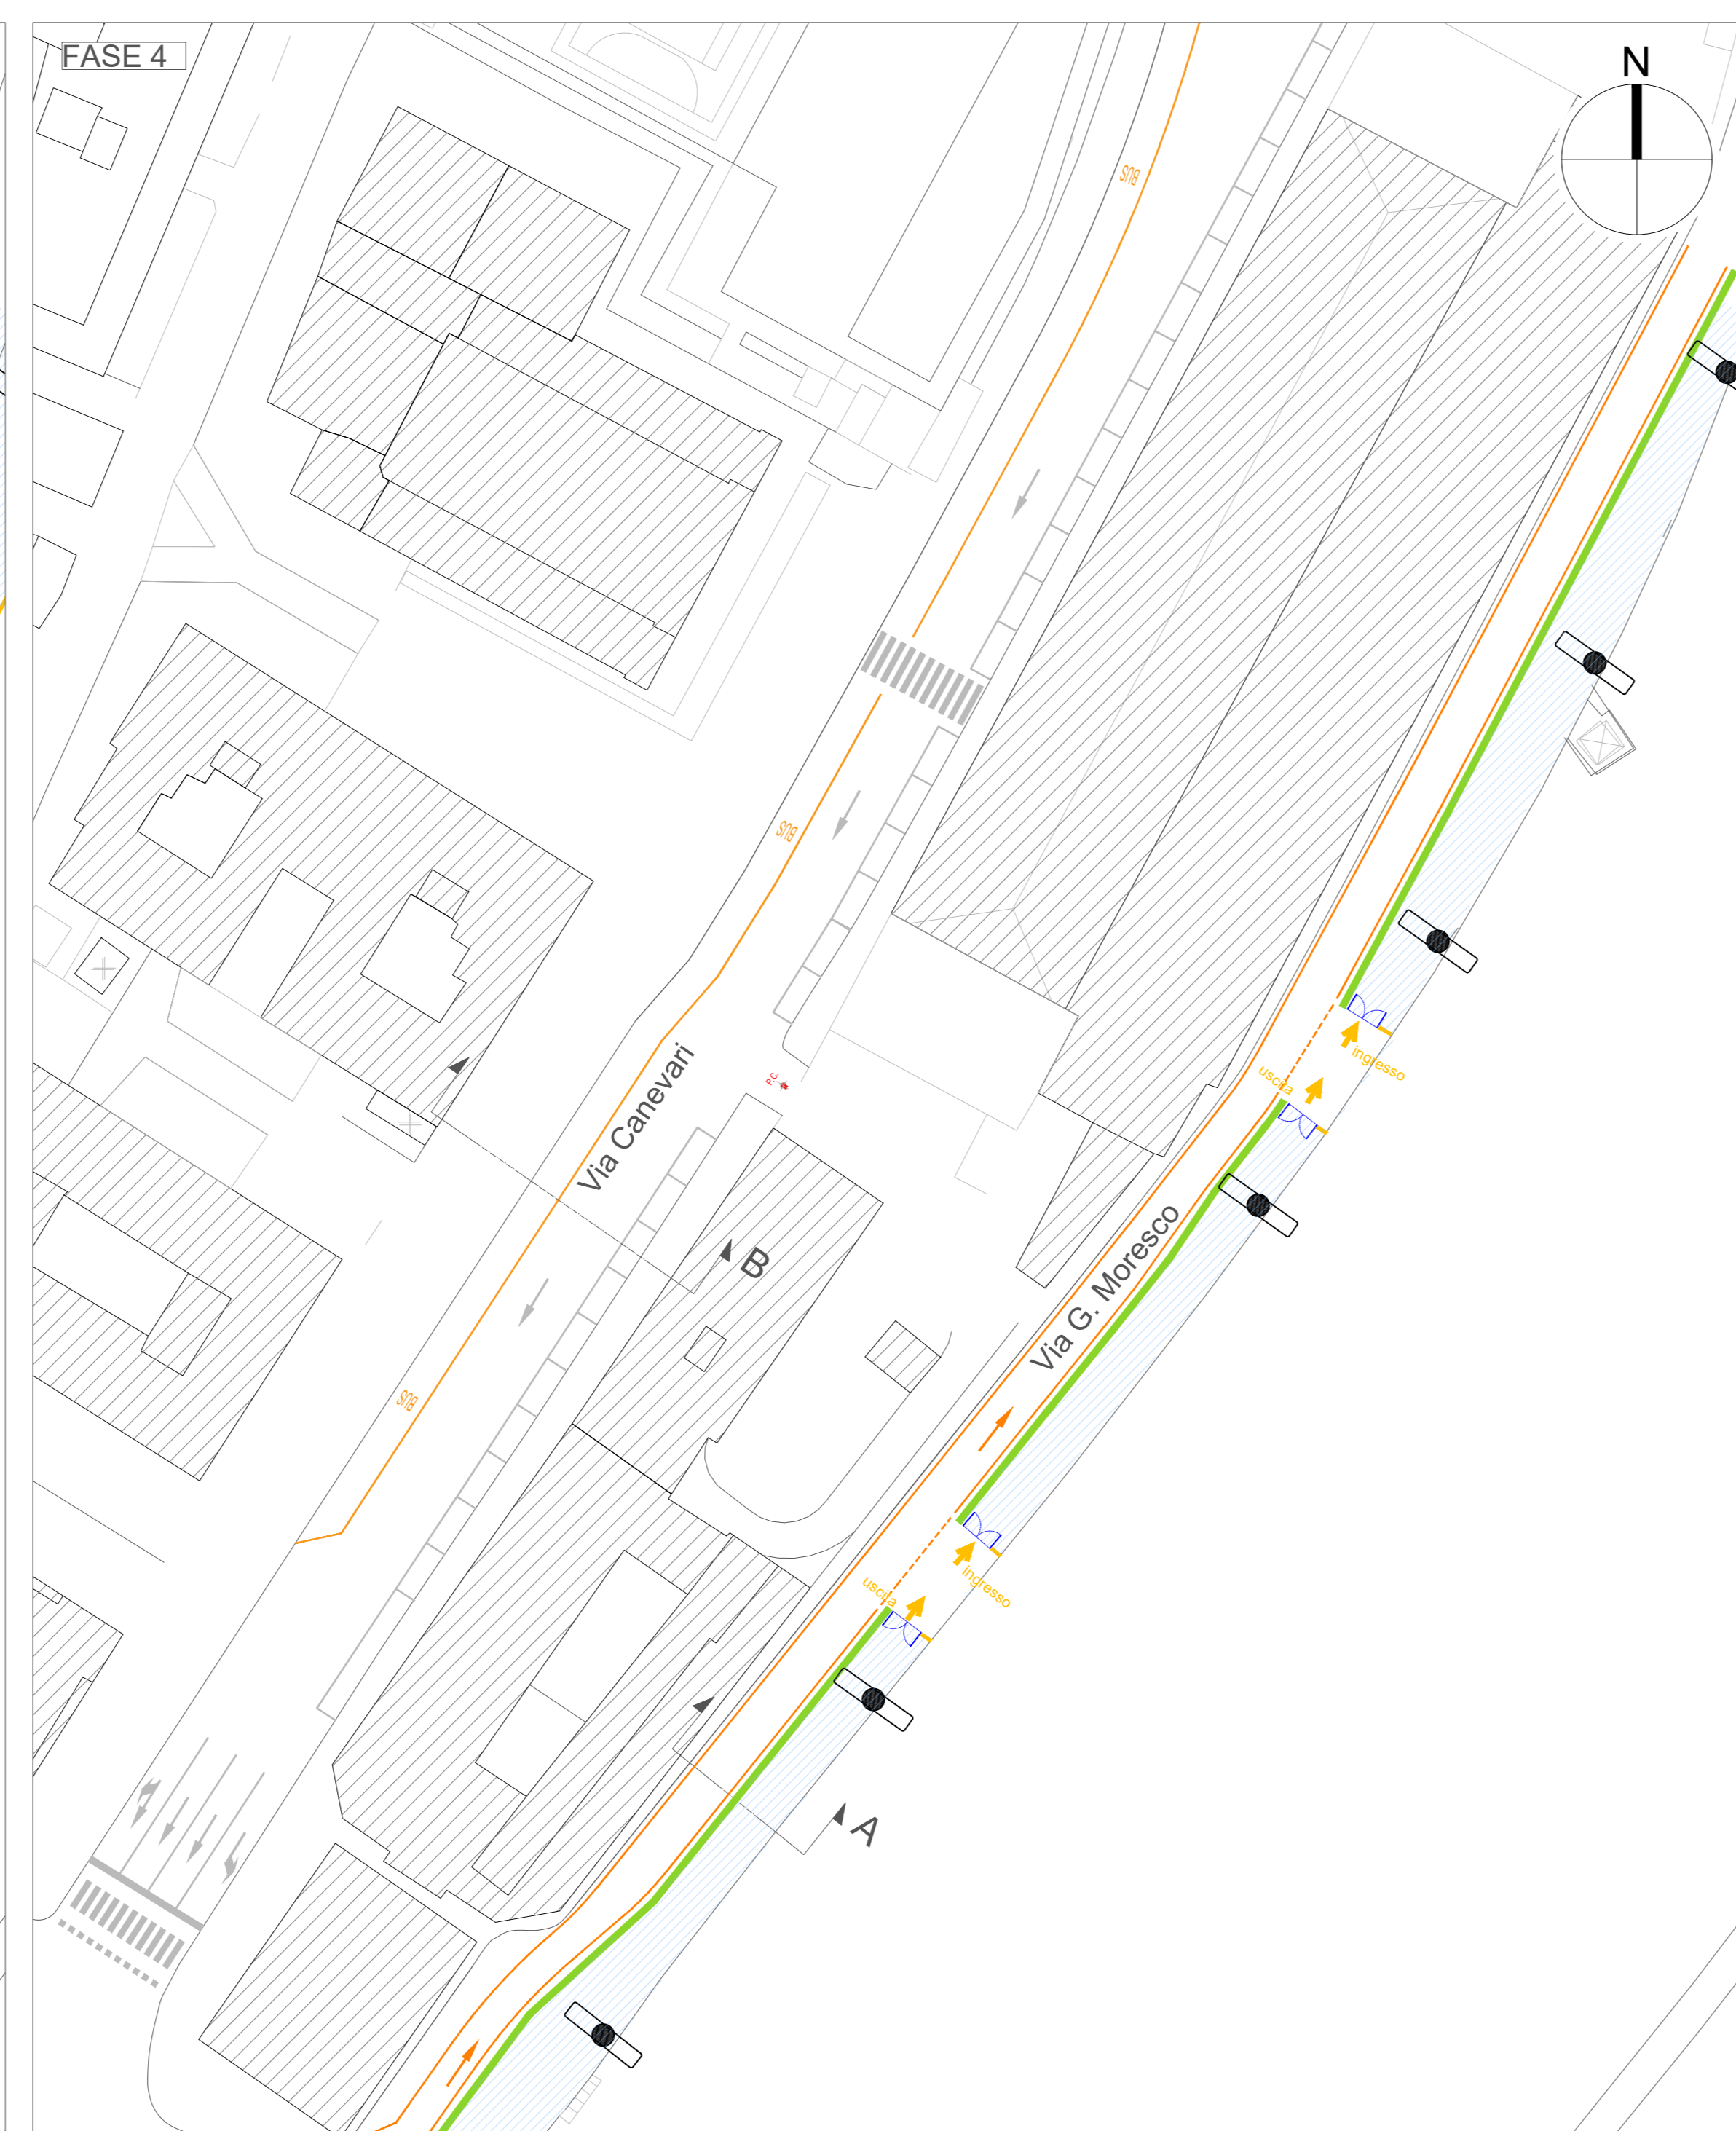 FASE 4
N
BUS
BUS
ingresso
uscita
P.C.
Via Canevari
B
Via G. Moresco
BUS
ingresso
uscita
A